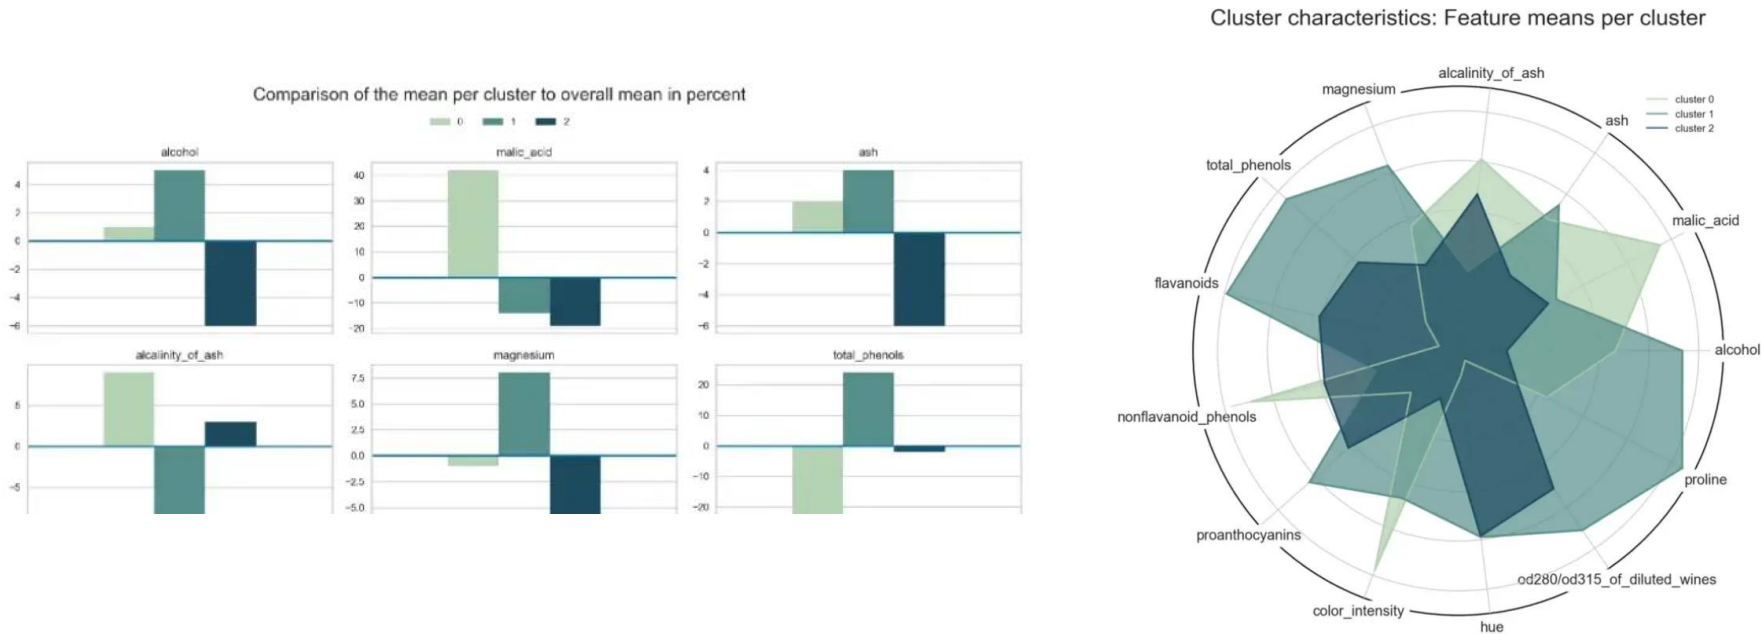 Comparison of the mean per cluster to overall mean in percent
0 1 2
alcohol
4
2
0
−2
−4
−6
malic_acid
40
30
20
10
0
−10
−20
ash
4
2
0
−2
−4
−6
alcalinity_of_ash
5
0
−5
magnesium
7.5
5.0
2.5
0.0
−2.5
−5.0
total_phenols
20
10
0
−10
−20
Cluster characteristics: Feature means per cluster
cluster 0
cluster 1
cluster 2
alcalinity_of_ash
magnesium
ash
total_phenols
malic_acid
flavanoids
alcohol
nonflavanoid_phenols
proline
proanthocyanins
od280/od315_of_diluted_wines
color_intensity
hue